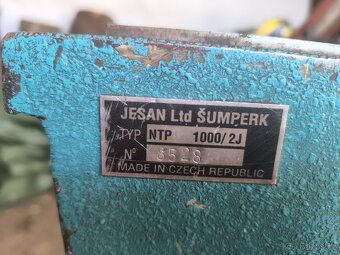 JESAN Ltd ŠUMPERK
TYP NTP 1000/2J
Nº 3528
MADE IN CZECH REPUBLIC